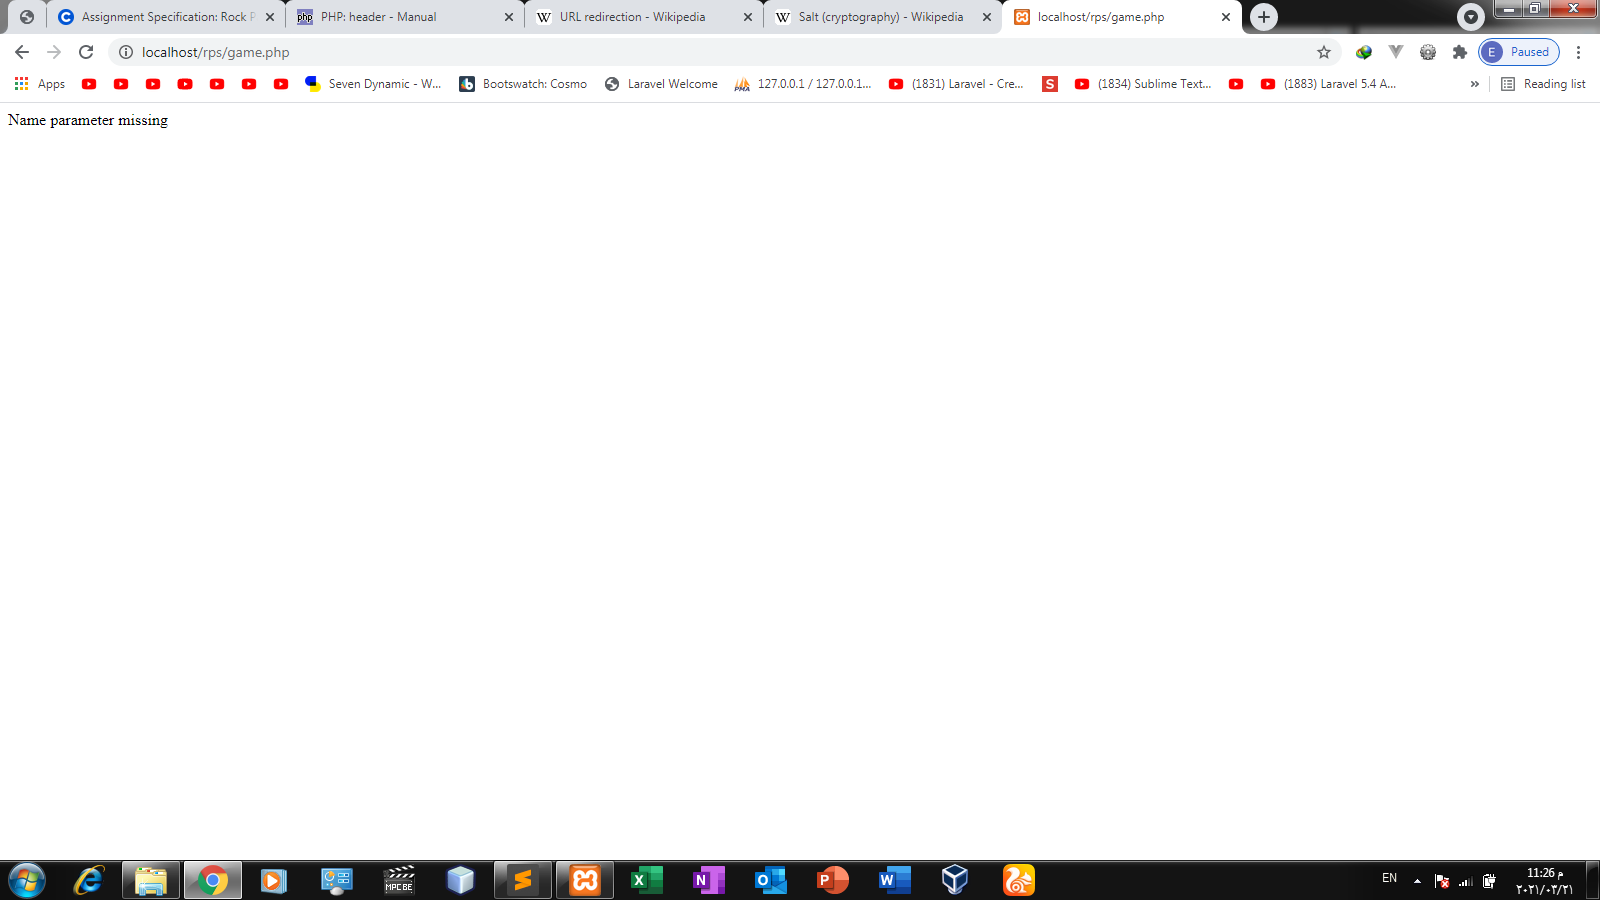 Assignment Specification: Rock P
php PHP: header - Manual
W URL redirection - Wikipedia
W Salt (cryptography) - Wikipedia
localhost/rps/game.php
localhost/rps/game.php
E Paused
Apps
Seven Dynamic - W...
Bootswatch: Cosmo
Laravel Welcome
PMA 127.0.0.1 / 127.0.0.1...
(1831) Laravel - Cre...
S
(1834) Sublime Text...
(1883) Laravel 5.4 A...
»
Reading list
Name parameter missing
MPC BE
X
N
O
P
W
EN
11:26 م
٢٠٢١/٠٣/٢١